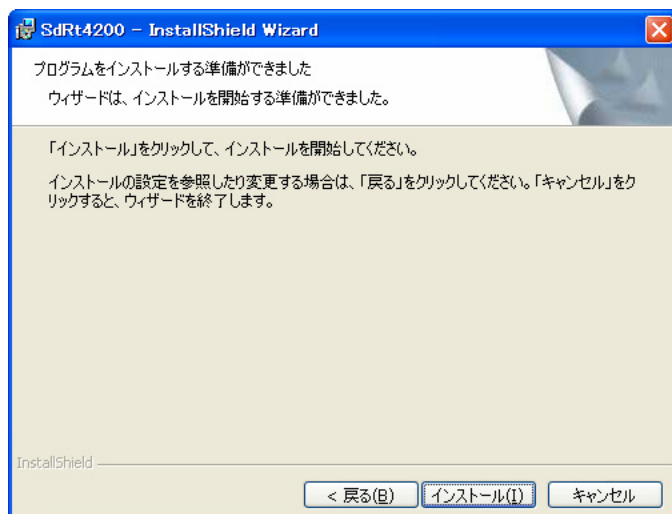 SdRt4200 - InstallShield Wizard
プログラムをインストールする準備ができました
ウィザードは、インストールを開始する準備ができました。
「インストール」をクリックして、インストールを開始してください。
インストールの設定を参照したり変更する場合は、「戻る」をクリックしてください。「キャンセル」をク
リックすると、ウィザードを終了します。
InstallShield
< 戻る(B) インストール(I) キャンセル